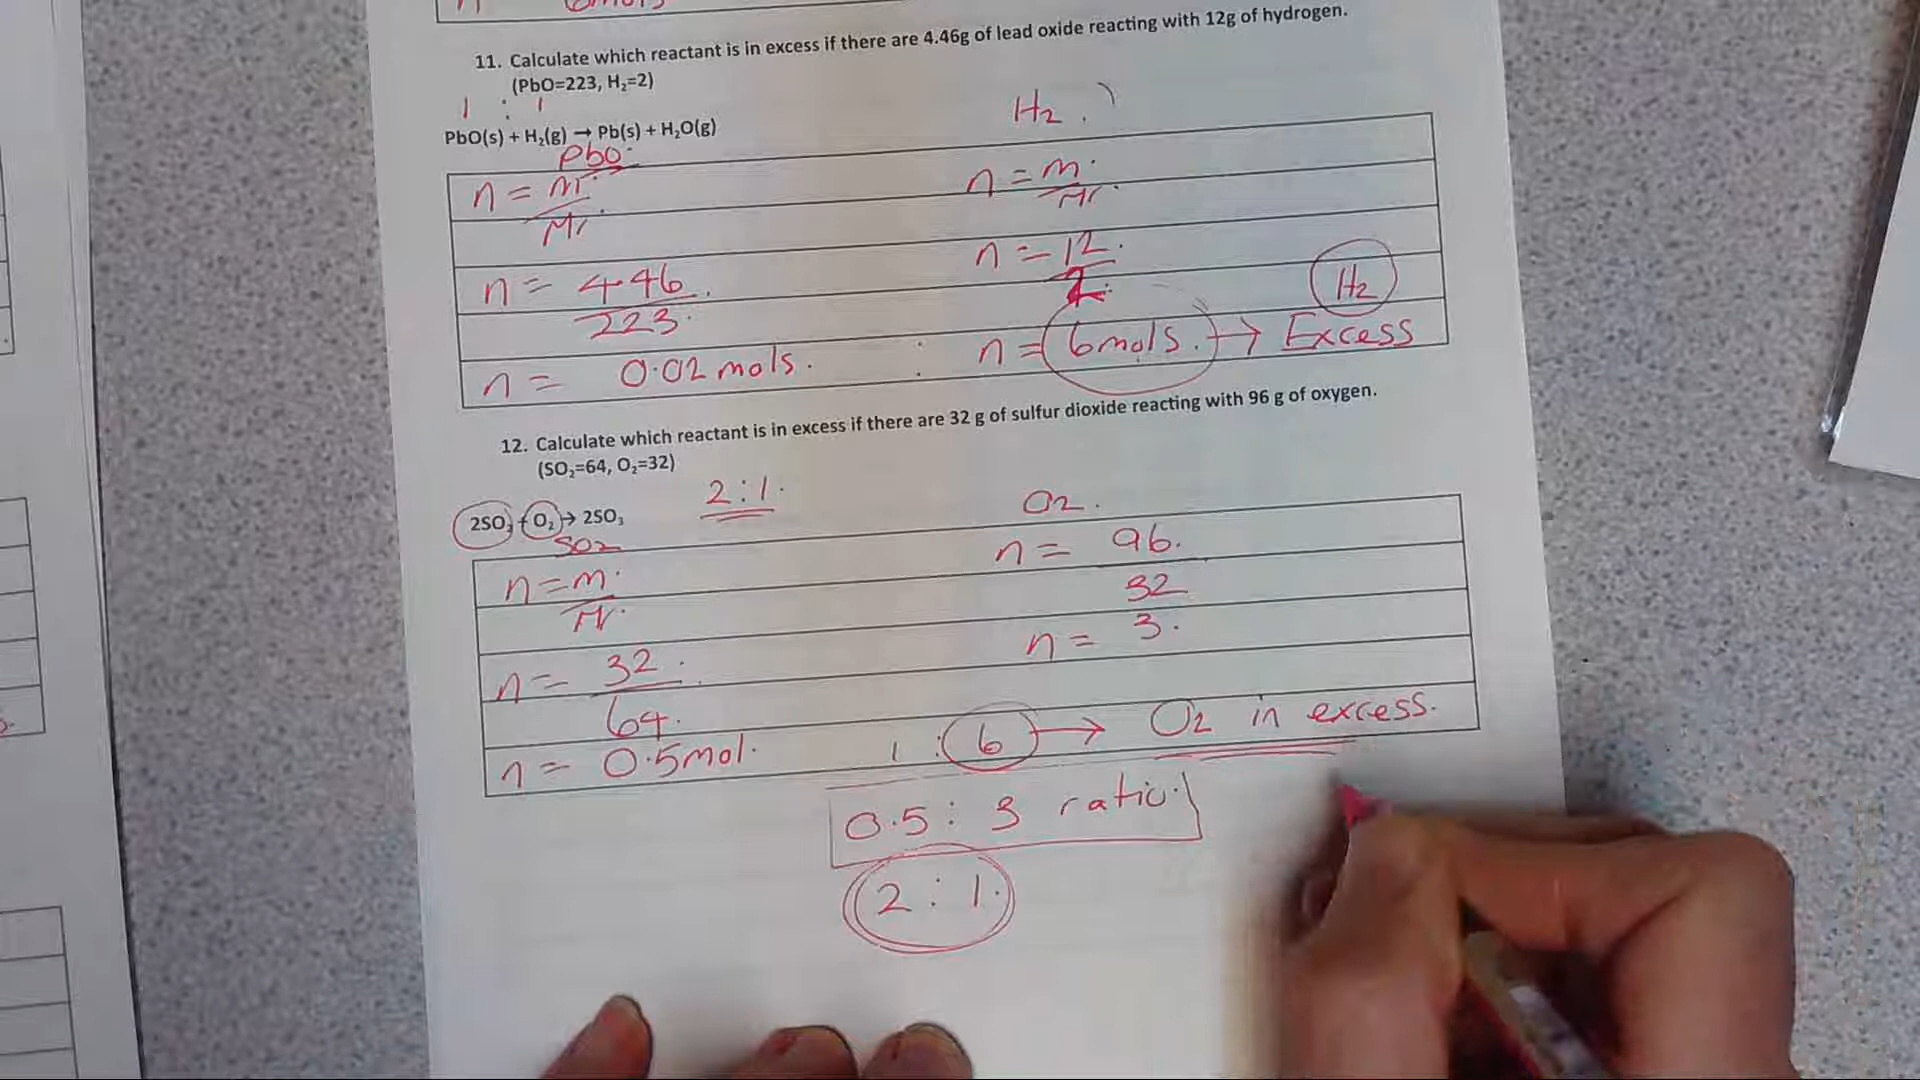 11. Calculate which reactant is in excess if there are 4.46g of lead oxide reacting with 12g of hydrogen.
(PbO=223, H₂=2)
1 : 1
PbO(s) + H₂(g) → Pb(s) + H₂O(g)
PbO.
n = m
Mr
n = 4.46
223.
n = 0.02 mols.
:
H₂.
n = m.
Mr
n = 12.
2
H₂
n = 6mols. → Excess
12. Calculate which reactant is in excess if there are 32 g of sulfur dioxide reacting with 96 g of oxygen.
(SO₂=64, O₂=32)
2 : 1.
2SO₂ + O₂ → 2SO₃
SO₂
n = m.
Mr.
n = 32.
64.
n = 0.5mol.
O₂.
n = 96.
32
n = 3.
1 : 6 → O₂ in excess.
0.5 : 3 ratio.
2 : 1.